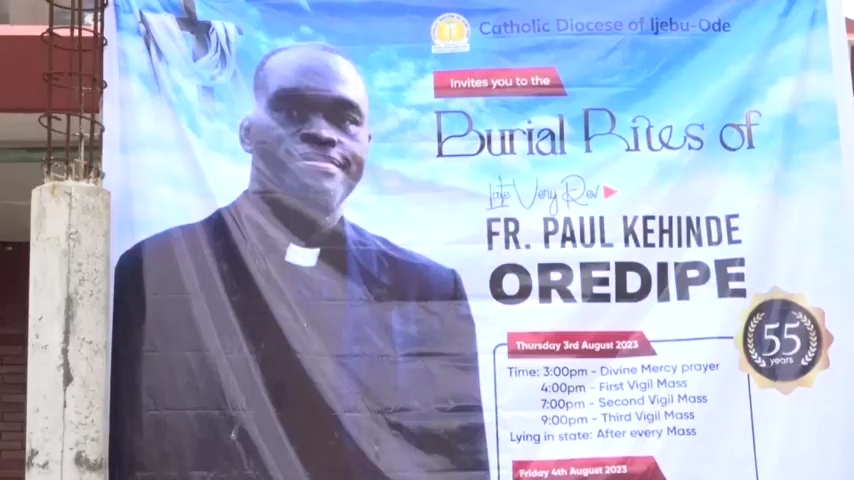 Catholic Diocese of Ijebu-Ode
Invites you to the
Burial Rites of
Late Very Rev
FR. PAUL KEHINDE
OREDIPE
55
years
Thursday 3rd August 2023
Time: 3:00pm - Divine Mercy prayer
4:00pm - First Vigil Mass
7:00pm - Second Vigil Mass
9:00pm - Third Vigil Mass
Lying in state: After every Mass
Friday 4th August 2023